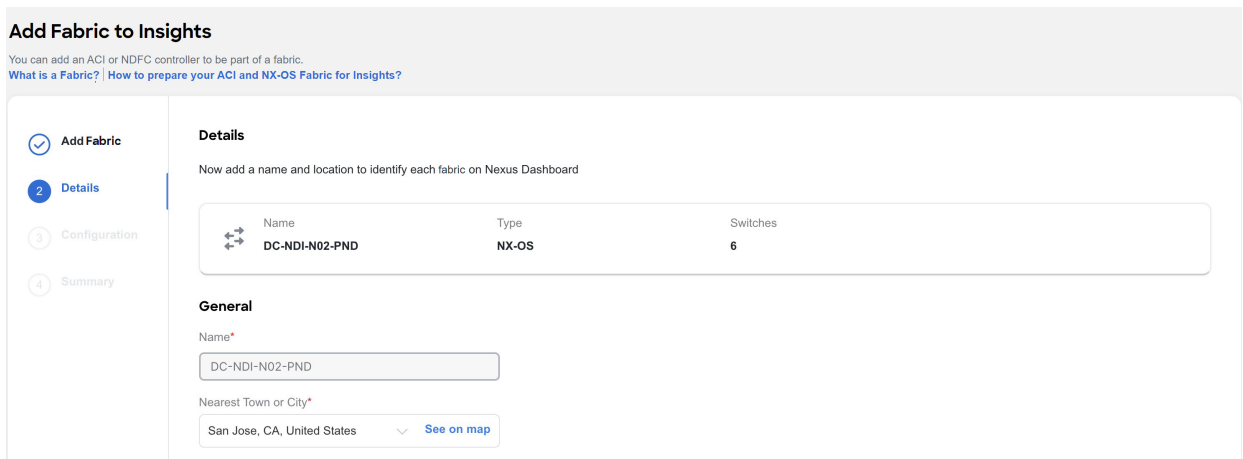 Add Fabric to Insights
You can add an ACI or NDFC controller to be part of a fabric.
What is a Fabric? | How to prepare your ACI and NX-OS Fabric for Insights?
Add Fabric
2 Details
3 Configuration
4 Summary
Details
Now add a name and location to identify each fabric on Nexus Dashboard
Name Type Switches
DC-NDI-N02-PND NX-OS 6
General
Name*
DC-NDI-N02-PND
Nearest Town or City*
San Jose, CA, United States See on map